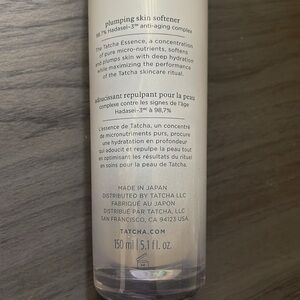 plumping skin softener
98.7% Hadasei-3™ anti-aging complex
The Tatcha Essence, a concentration
of pure micro-nutrients, softens
and plumps skin with deep hydration
while maximizing the performance
of the Tatcha skincare ritual.
adoucissant repulpant pour la peau
complexe contre les signes de l'âge
Hadasei-3™ à 98,7%
L'essence de Tatcha, un concentré
de micronutriments purs, procure
une hydratation en profondeur
qui adoucit et repulpe la peau tout
en optimisant les résultats du rituel
en soins pour la peau de Tatcha.
MADE IN JAPAN
DISTRIBUTED BY TATCHA LLC
FABRIQUÉ AU JAPON
DISTRIBUÉ PAR TATCHA, LLC
SAN FRANCISCO, CA 94123 USA
TATCHA.COM
150 ml | 5.1 fl. oz.